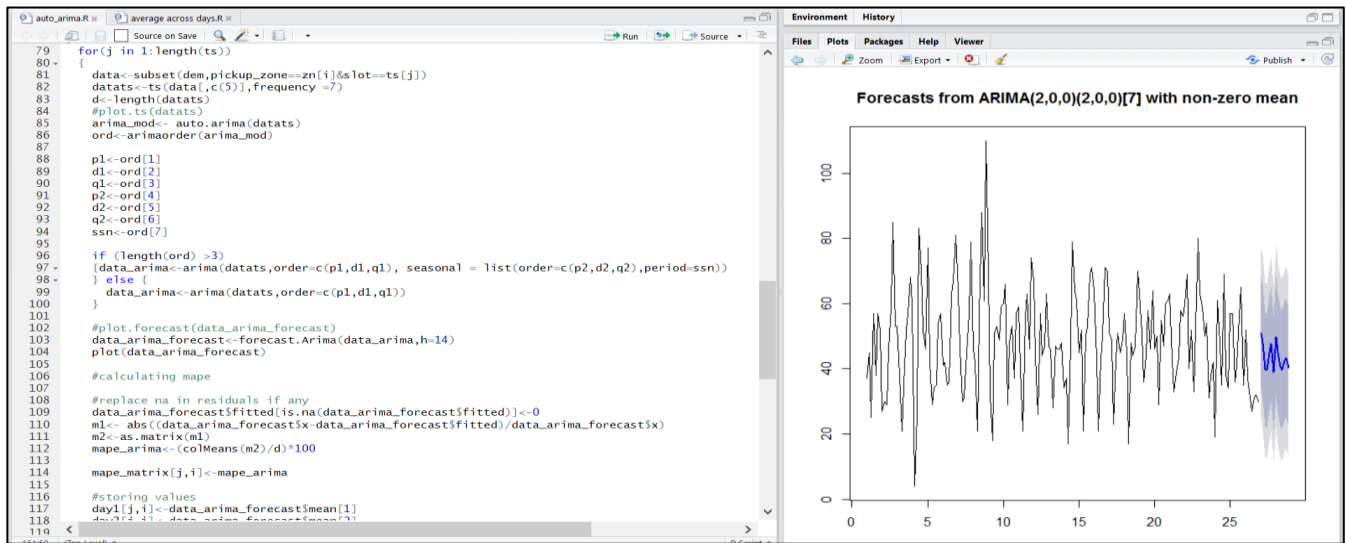 auto_arima.R × average across days.R ×
Source on Save Run Source
79 for(j in 1:length(ts))
80 {
81 data<-subset(dem,pickup_zone==zn[i]&slot==ts[j])
82 datats<-ts(data[,c(5)],frequency =7)
83 d<-length(datats)
84 #plot.ts(datats)
85 arima_mod<- auto.arima(datats)
86 ord<-arimaorder(arima_mod)
87
88 p1<-ord[1]
89 d1<-ord[2]
90 q1<-ord[3]
91 p2<-ord[4]
92 d2<-ord[5]
93 q2<-ord[6]
94 ssn<-ord[7]
95
96 if (length(ord) >3)
97 {data_arima<-arima(datats,order=c(p1,d1,q1), seasonal = list(order=c(p2,d2,q2),period=ssn))
98 } else {
99 data_arima<-arima(datats,order=c(p1,d1,q1))
100 }
101
102 #plot.forecast(data_arima_forecast)
103 data_arima_forecast<-forecast.Arima(data_arima,h=14)
104 plot(data_arima_forecast)
105
106 #calculating mape
107
108 #replace na in residuals if any
109 data_arima_forecast$fitted[is.na(data_arima_forecast$fitted)]<-0
110 m1<- abs((data_arima_forecast$x-data_arima_forecast$fitted)/data_arima_forecast$x)
111 m2<-as.matrix(m1)
112 mape_arima<-(colMeans(m2)/d)*100
113
114 mape_matrix[j,i]<-mape_arima
115
116 #storing values
117 day1[j,i]<-data_arima_forecast$mean[1]
118
119
Environment History
Files Plots Packages Help Viewer
Zoom Export Publish
Forecasts from ARIMA(2,0,0)(2,0,0)[7] with non-zero mean
100
80
60
40
20
0
0 5 10 15 20 25